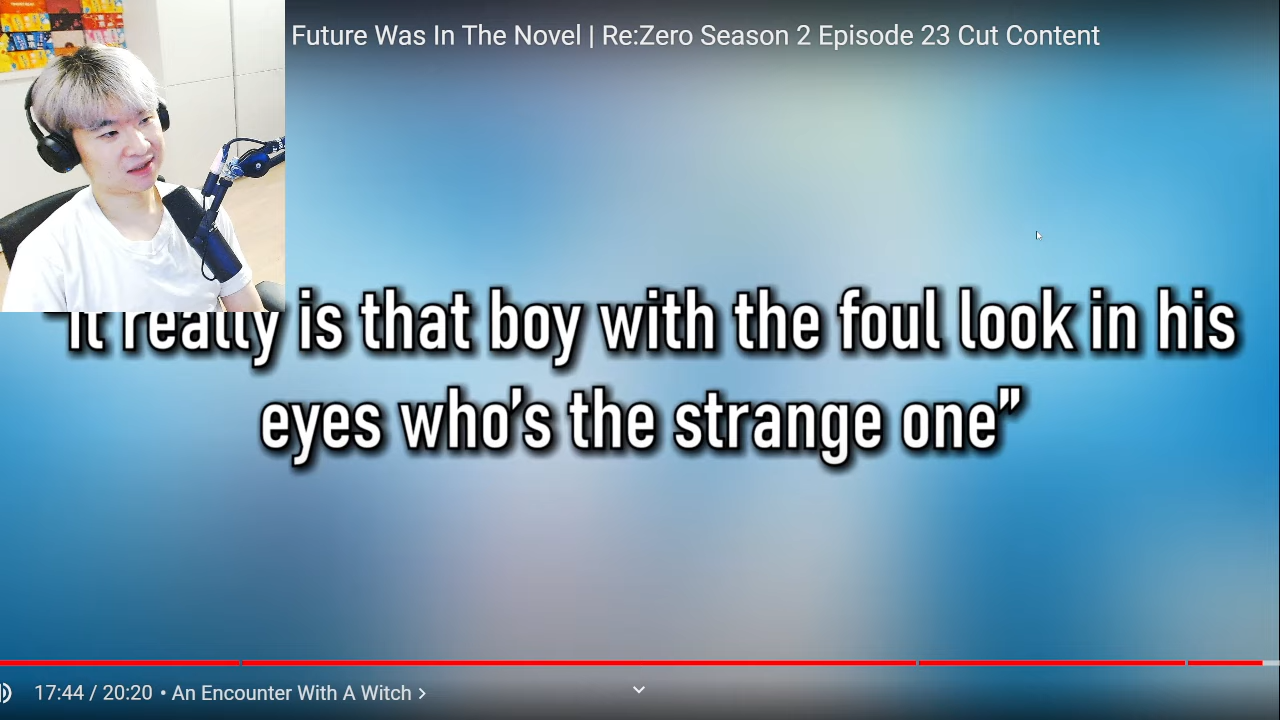 Future Was In The Novel | Re:Zero Season 2 Episode 23 Cut Content
"It really is that boy with the foul look in his
eyes who's the strange one”
17:44 / 20:20 • An Encounter With A Witch >